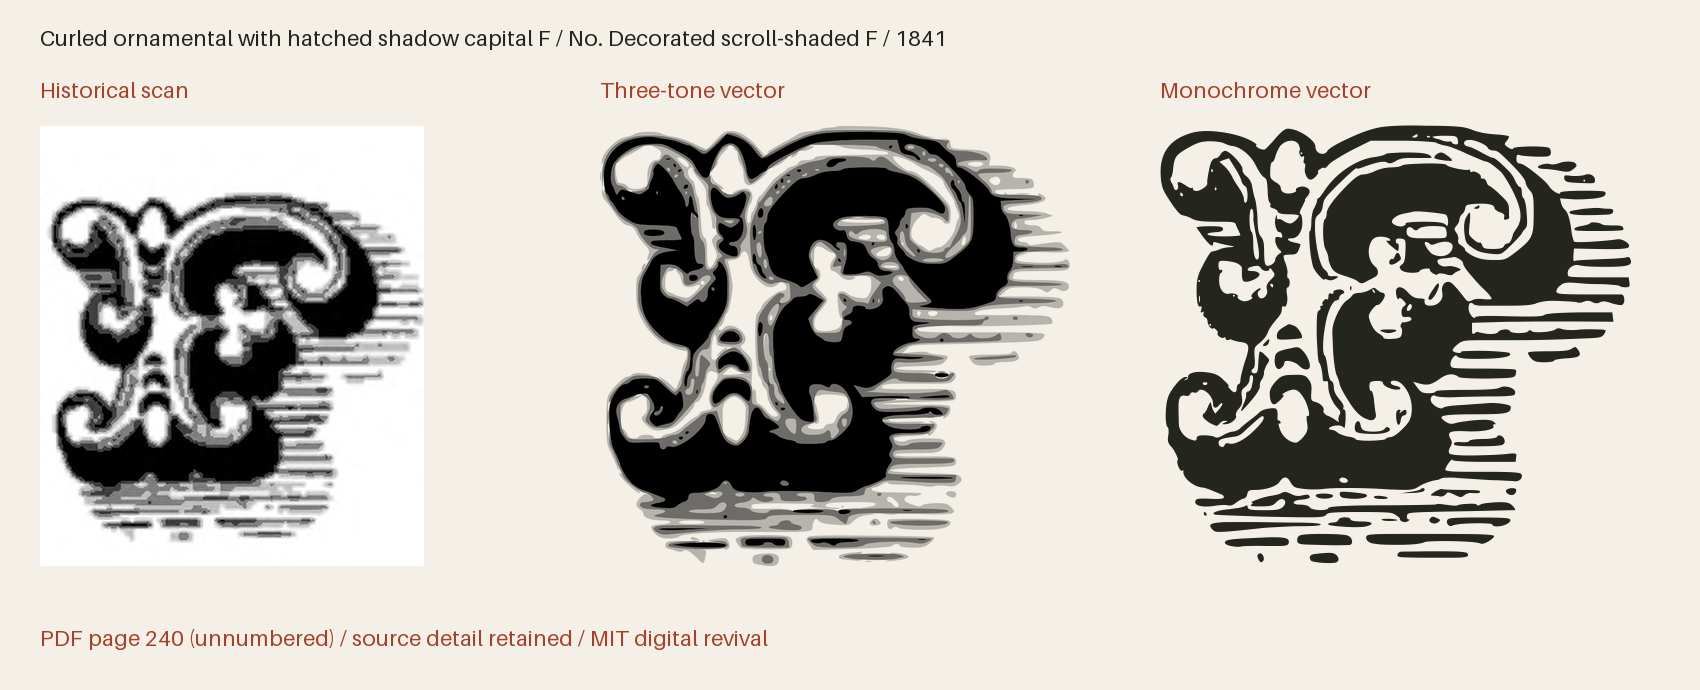 Curled ornamental with hatched shadow capital F / No. Decorated scroll-shaded F / 1841
Historical scan
Three-tone vector
Monochrome vector
F
F
F
PDF page 240 (unnumbered) / source detail retained / MIT digital revival